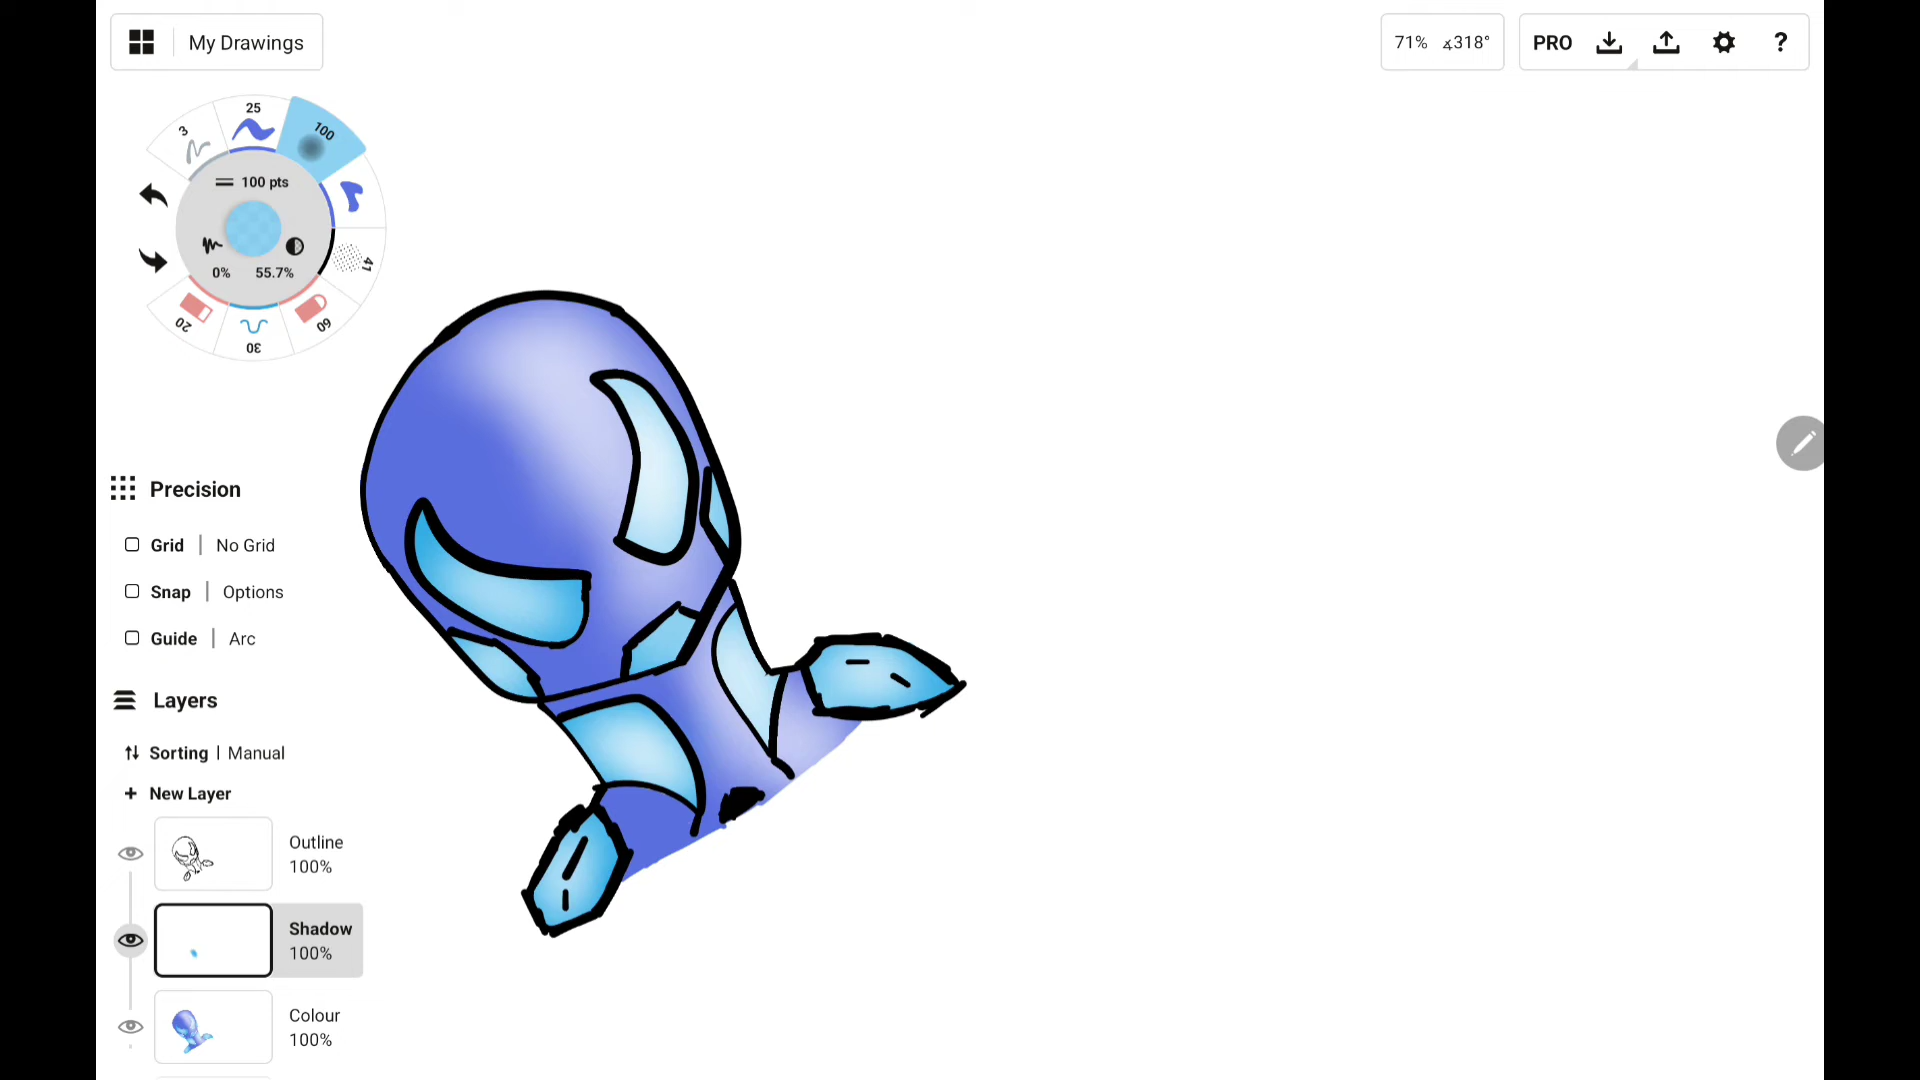 My Drawings
71% ∡318°
PRO
?
25
3
100
100 pts
41
0% 55.7%
20
60
30
Precision
Grid | No Grid
Snap | Options
Guide | Arc
Layers
Sorting | Manual
+ New Layer
Outline
100%
Shadow
100%
Colour
100%